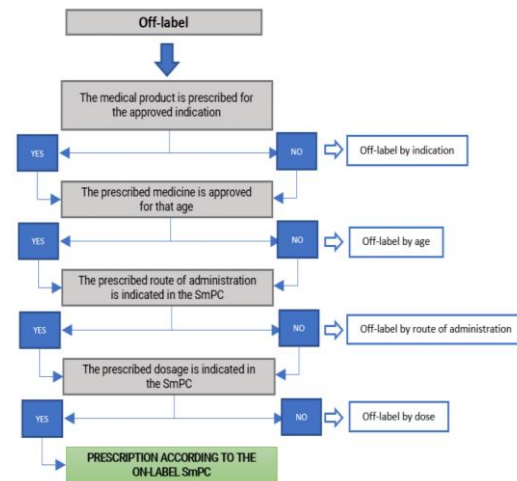 Off-label
The medical product is prescribed for
the approved indication
YES
NO
Off-label by indication
The prescribed medicine is approved
for that age
YES
NO
Off-label by age
The prescribed route of administration
is indicated in the SmPC
YES
NO
Off-label by route of administration
The prescribed dosage is indicated in
the SmPC
YES
NO
Off-label by dose
PRESCRIPTION ACCORDING TO THE
ON-LABEL SmPC